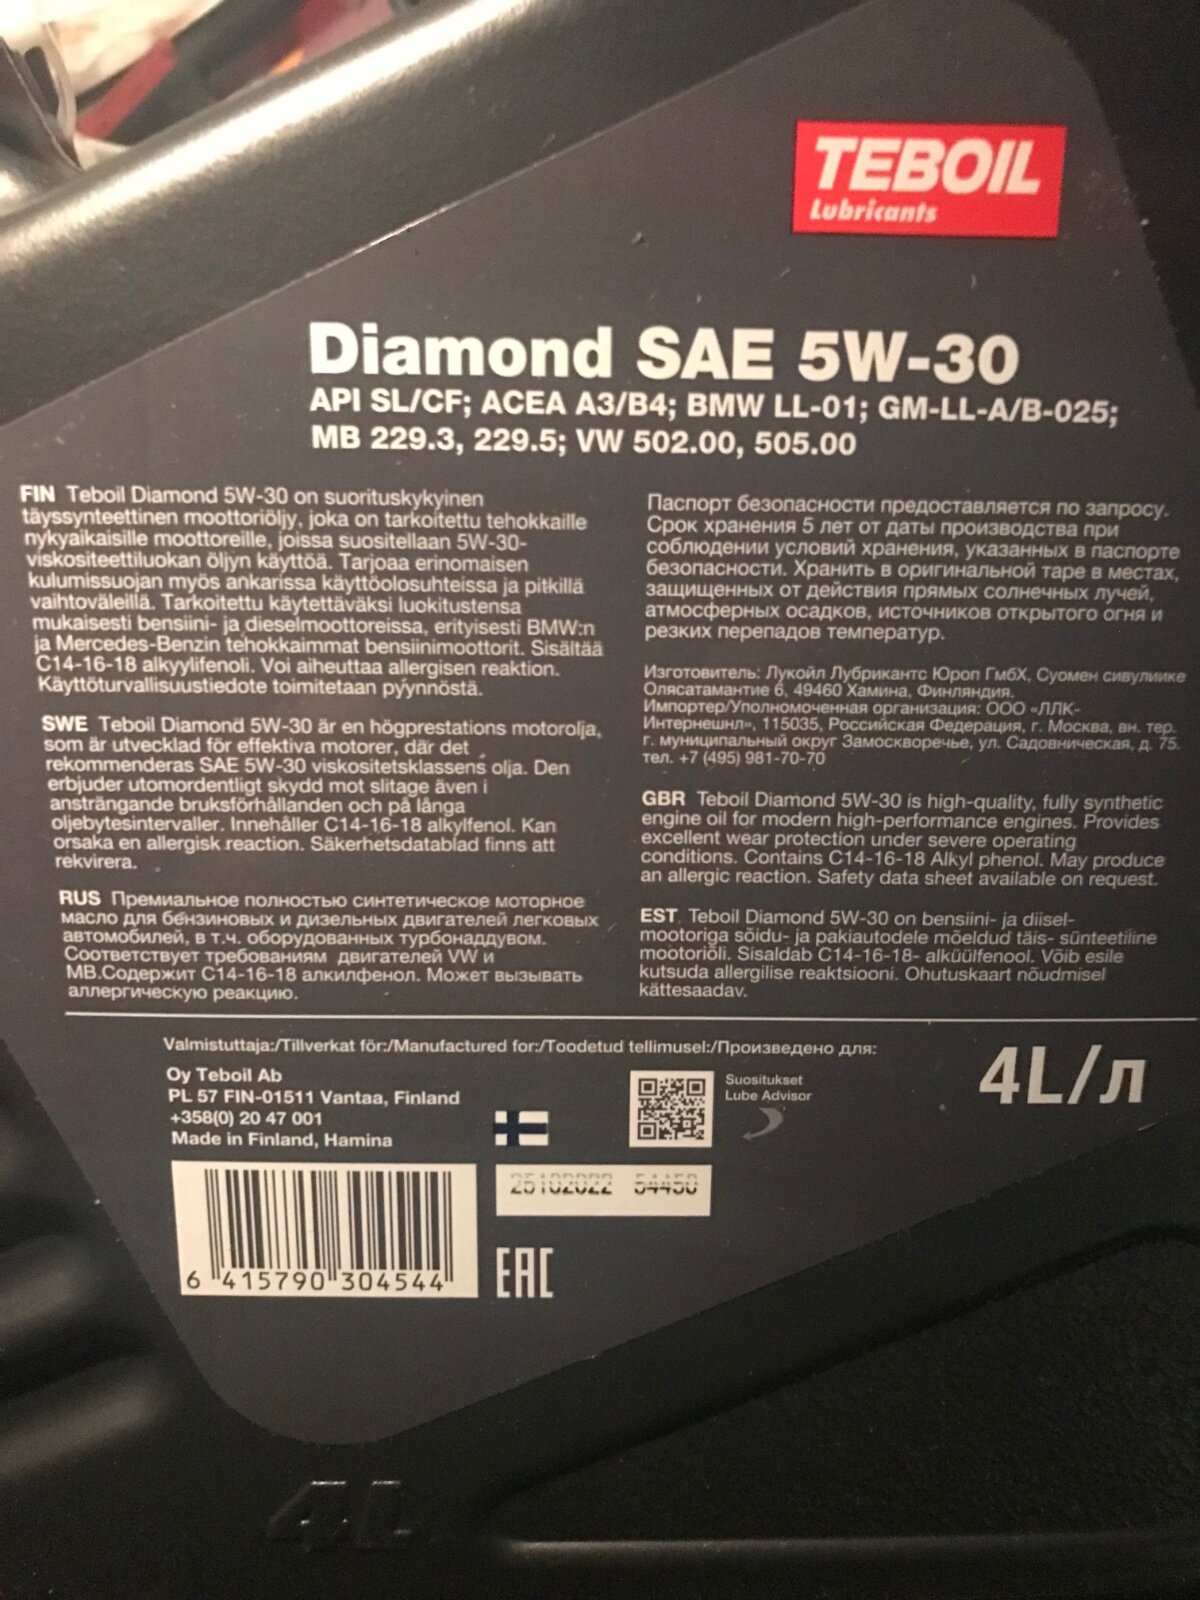 TEBOIL
Lubricants
Diamond SAE 5W-30
API SL/CF; ACEA A3/B4; BMW LL-01; GM-LL-A/B-025;
MB 229.3, 229.5; VW 502.00, 505.00
FIN Teboil Diamond 5W-30 on suorituskykyinen
täyssynteettinen moottoriöljy, joka on tarkoitettu tehokkaille
nykyaikaisille moottoreille, joissa suositellaan 5W-30-
viskositeettiluokan öljyn käyttöä. Tarjoaa erinomaisen
kulumissuojan myös ankarissa käyttöolosuhteissa ja pitkillä
vaihtoväleillä. Tarkoitettu käytettäväksi luokitustensa
mukaisesti bensiini- ja dieselmoottoreissa, erityisesti BMW:n
ja Mercedes-Benzin tehokkaimmat bensiinimoottorit. Sisältää
C14-16-18 alkyylifenoli. Voi aiheuttaa allergisen reaktion.
Käyttöturvallisuustiedote toimitetaan pyynnöstä.
SWE Teboil Diamond 5W-30 är en högprestations motorolja,
som är utvecklad för effektiva motorer, där det
rekommenderas SAE 5W-30 viskositetsklassens olja. Den
erbjuder utomordentligt skydd mot slitage även i
ansträngande bruksförhållanden och på långa
oljebytesintervaller. Innehåller C14-16-18 alkylfenol. Kan
orsaka en allergisk reaction. Säkerhetsdatablad finns att
rekvirera.
RUS Премиальное полностью синтетическое моторное
масло для бензиновых и дизельных двигателей легковых
автомобилей, в т.ч. оборудованных турбонаддувом.
Соответствует требованиям двигателей VW и
MB.Содержит C14-16-18 алкилфенол. Может вызывать
аллергическую реакцию.
Паспорт безопасности предоставляется по запросу.
Срок хранения 5 лет от даты производства при
соблюдении условий хранения, указанных в паспорте
безопасности. Хранить в оригинальной таре в местах,
защищенных от действия прямых солнечных лучей,
атмосферных осадков, источников открытого огня и
резких перепадов температур.
Изготовитель: Лукойл Лубрикантс Юроп ГмбХ, Суомен сивулиике
Олясатамантие 6, 49460 Хамина, Финляндия.
Импортер/Уполномоченная организация: ООО «ЛЛК-
Интернешнл», 115035, Российская Федерация, г. Москва, вн. тер.
г. муниципальный округ Замоскворечье, ул. Садовническая, д. 75.
тел. +7 (495) 981-70-70
GBR Teboil Diamond 5W-30 is high-quality, fully synthetic
engine oil for modern high-performance engines. Provides
excellent wear protection under severe operating
conditions. Contains C14-16-18 Alkyl phenol. May produce
an allergic reaction. Safety data sheet available on request.
EST Teboil Diamond 5W-30 on bensiini- ja diisel-
mootoriga sõidu- ja pakiautodele mõeldud täis- sünteetiline
mootoriõli. Sisaldab C14-16-18- alküülfenool. Võib esile
kutsuda allergilise reaktsiooni. Ohutuskaart nõudmisel
kättesaadav.
Valmistuttaja:/Tillverkat för:/Manufactured for:/Toodetud tellimusel:/Произведено для:
Oy Teboil Ab
PL 57 FIN-01511 Vantaa, Finland
+358(0) 20 47 001
Made in Finland, Hamina
Suositukset
Lube Advisor
4L/л
25102022 54450
6 415790 304544
EAC
4L